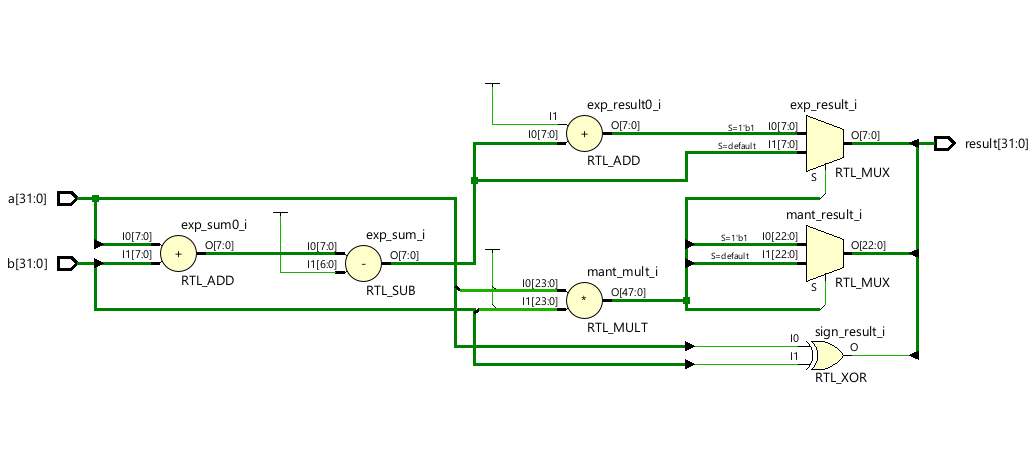 exp_result0_i
exp_result_i
I1
I0[7:0]
O[7:0]
RTL_ADD
S=1'b1
I0[7:0]
S=default
I1[7:0]
O[7:0]
S
RTL_MUX
result[31:0]
a[31:0]
b[31:0]
exp_sum0_i
I0[7:0]
I1[7:0]
+
O[7:0]
RTL_ADD
exp_sum_i
I0[7:0]
I1[6:0]
-
O[7:0]
RTL_SUB
+
mant_mult_i
I0[23:0]
I1[23:0]
*
O[47:0]
RTL_MULT
mant_result_i
S=1'b1
I0[22:0]
S=default
I1[22:0]
O[22:0]
S
RTL_MUX
sign_result_i
I0
I1
O
RTL_XOR